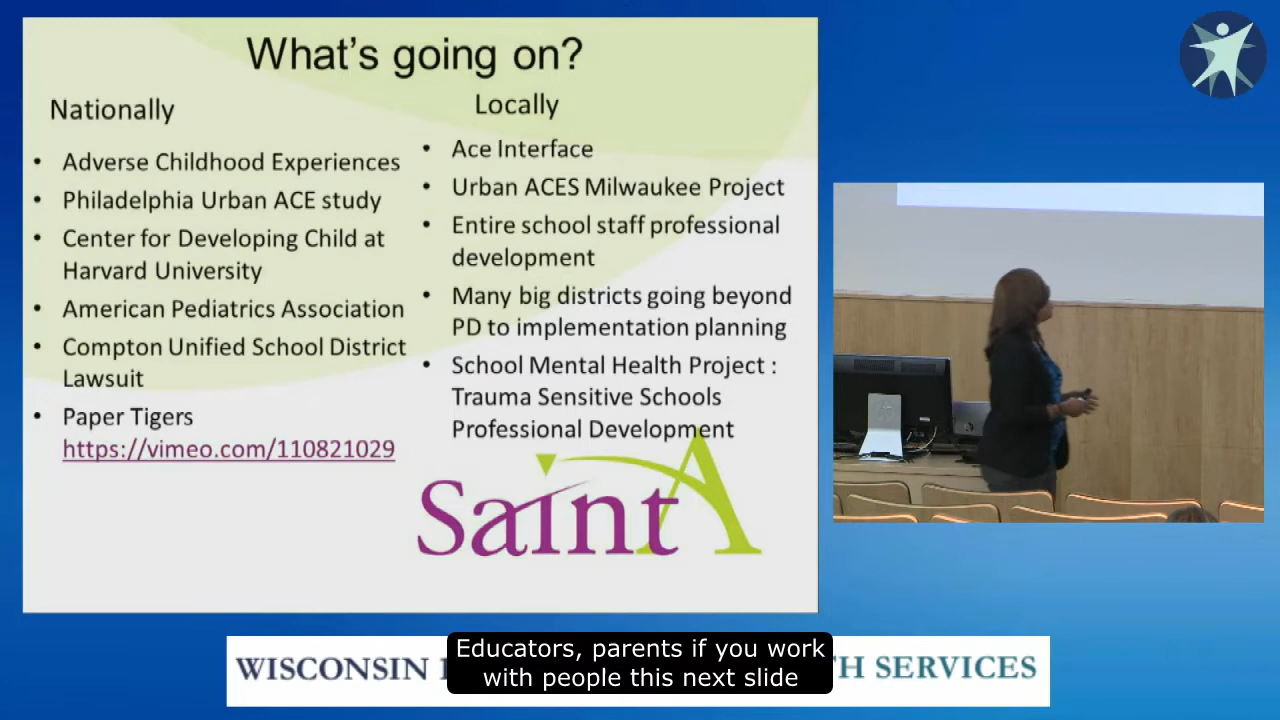 What's going on?
Nationally
• Adverse Childhood Experiences
• Philadelphia Urban ACE study
• Center for Developing Child at
Harvard University
• American Pediatrics Association
• Compton Unified School District
Lawsuit
• Paper Tigers
https://vimeo.com/110821029
Locally
• Ace Interface
• Urban ACES Milwaukee Project
• Entire school staff professional
development
• Many big districts going beyond
PD to implementation planning
• School Mental Health Project :
Trauma Sensitive Schools
Professional Development
SaintA
WISCONSIN
TH SERVICES
Educators, parents if you work
with people this next slide